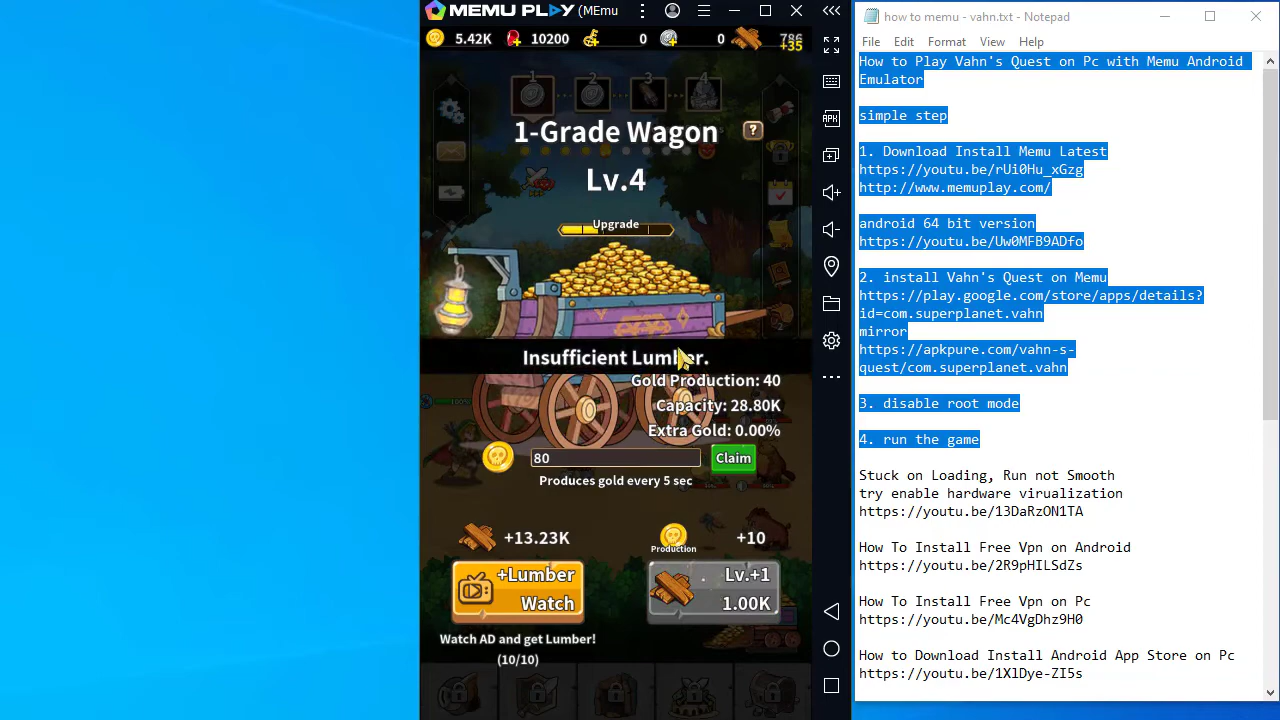 MEMU PLAY (MEmu
5.42K 10200 0 0 786
+35
1 2 3 4
1-Grade Wagon ?
Lv.4
Upgrade
Insufficient Lumber.
Gold Production: 40
Capacity: 28.80K
Extra Gold: 0.00%
80 Claim
Produces gold every 5 sec
+13.23K +10
Production
+Lumber
Watch
Lv.+1
1.00K
Watch AD and get Lumber!
(10/10)
APK
how to memu - vahn.txt - Notepad
File Edit Format View Help
How to Play Vahn's Quest on Pc with Memu Android
Emulator
simple step
1. Download Install Memu Latest
https://youtu.be/rUi0Hu_xGzg
http://www.memuplay.com/
android 64 bit version
https://youtu.be/Uw0MFB9ADfo
2. install Vahn's Quest on Memu
https://play.google.com/store/apps/details?
id=com.superplanet.vahn
mirror
https://apkpure.com/vahn-s-
quest/com.superplanet.vahn
3. disable root mode
4. run the game
Stuck on Loading, Run not Smooth
try enable hardware virualization
https://youtu.be/13DaRzON1TA
How To Install Free Vpn on Android
https://youtu.be/2R9pHILSdZs
How To Install Free Vpn on Pc
https://youtu.be/Mc4VgDhz9H0
How to Download Install Android App Store on Pc
https://youtu.be/1XlDye-ZI5s